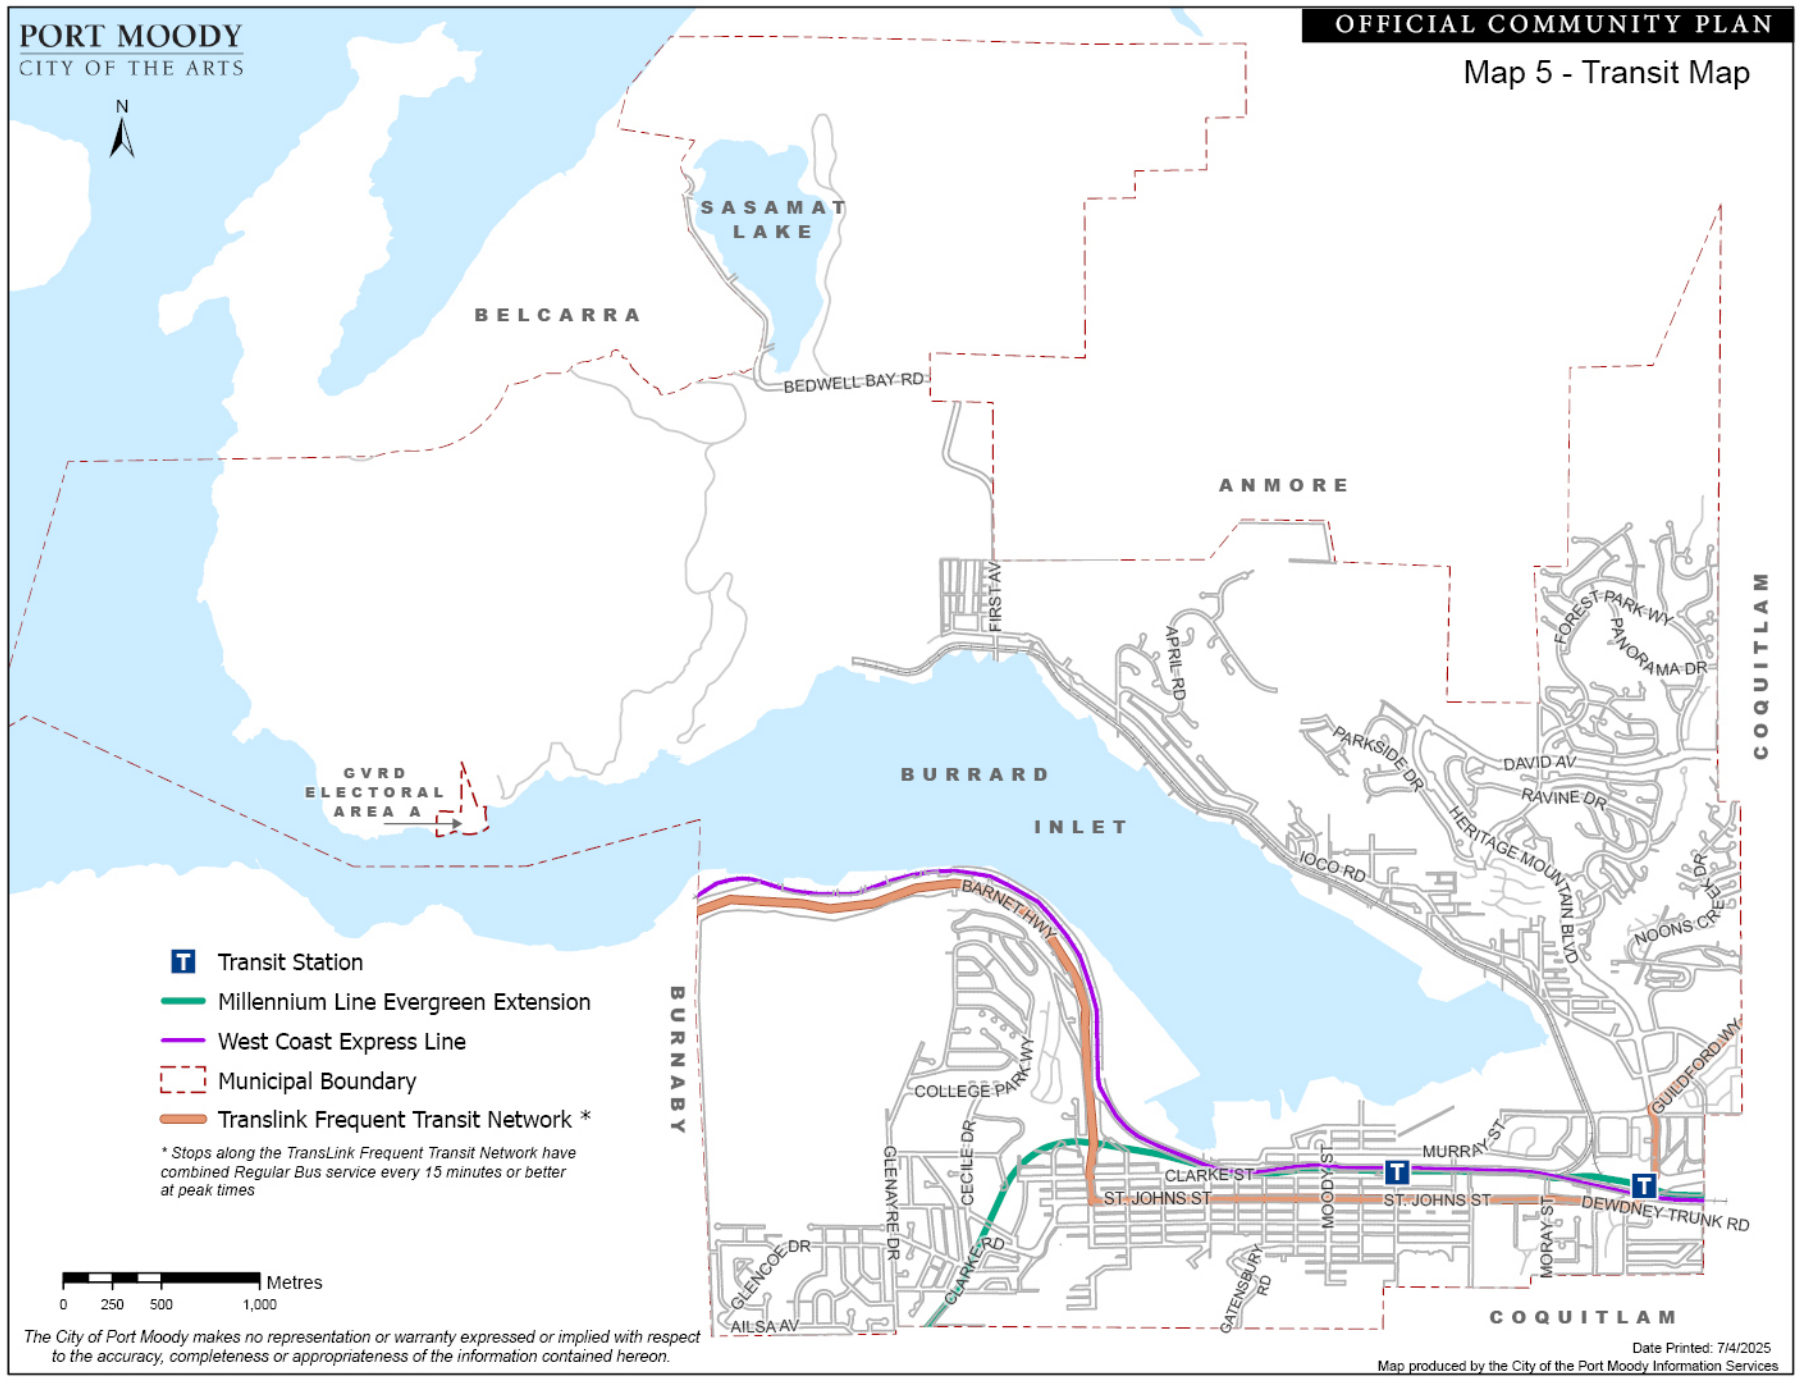 PORT MOODY
CITY OF THE ARTS
N
OFFICIAL COMMUNITY PLAN
Map 5 - Transit Map
SASAMAT
LAKE
BELCARRA
BEDWELL BAY RD
ANMORE
COQUITLAM
FIRST AV
APRIL RD
FOREST PARK WY
PANORAMA DR
PARKSIDE DR
DAVID AV
RAVINE DR
HERITAGE MOUNTAIN BLVD
NOONS CREEK DR
IOCO RD
GVRD
ELECTORAL
AREA A
BURRARD
INLET
BARNET HWY
BURNABY
COLLEGE PARK WY
GUILDFORD WY
MURRAY ST
CLARKE ST
MOODY ST
ST. JOHNS ST
ST. JOHNS ST
DEWDNEY TRUNK RD
MORAY ST
GLENAYRE DR
CECILE DR
CLARKE RD
GLENCOE DR
AILSA AV
GATENSBURY
RD
COQUITLAM
T
T
T Transit Station
Millennium Line Evergreen Extension
West Coast Express Line
Municipal Boundary
Translink Frequent Transit Network *
* Stops along the TransLink Frequent Transit Network have
combined Regular Bus service every 15 minutes or better
at peak times
Metres
0 250 500 1,000
The City of Port Moody makes no representation or warranty expressed or implied with respect
to the accuracy, completeness or appropriateness of the information contained hereon.
Date Printed: 7/4/2025
Map produced by the City of the Port Moody Information Services